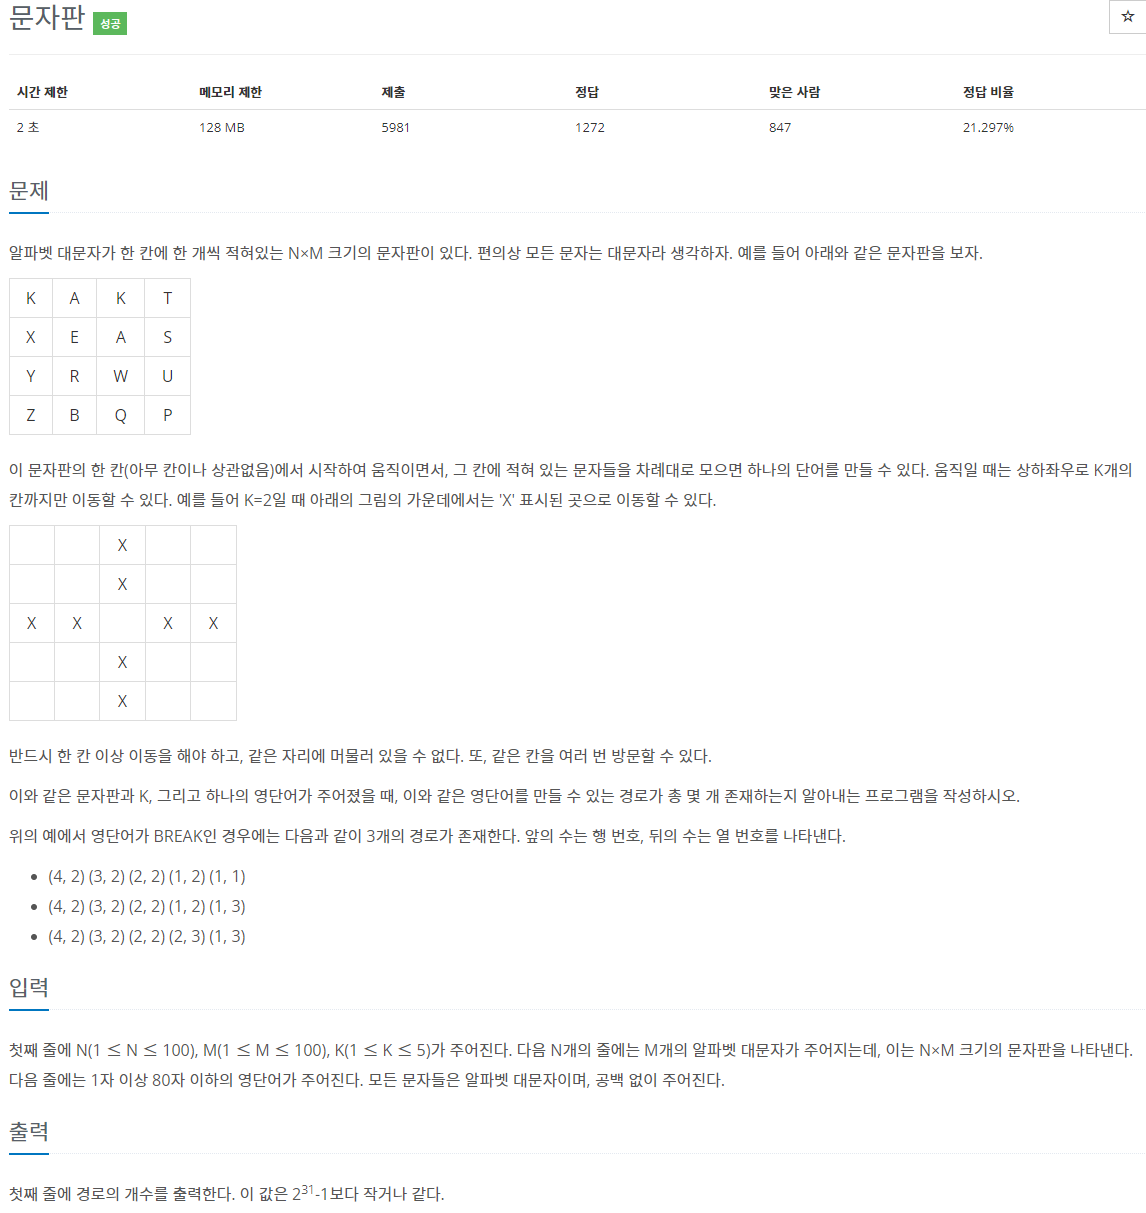 문자판 성공
☆
시간 제한 메모리 제한 제출 정답 맞은 사람 정답 비율
2 초 128 MB 5981 1272 847 21.297%
문제
알파벳 대문자가 한 칸에 한 개씩 적혀있는 N×M 크기의 문자판이 있다. 편의상 모든 문자는 대문자라 생각하자. 예를 들어 아래와 같은 문자판을 보자.
K A K T
X E A S
Y R W U
Z B Q P
이 문자판의 한 칸(아무 칸이나 상관없음)에서 시작하여 움직이면서, 그 칸에 적혀 있는 문자들을 차례대로 모으면 하나의 단어를 만들 수 있다. 움직일 때는 상하좌우로 K개의
칸까지만 이동할 수 있다. 예를 들어 K=2일 때 아래의 그림의 가운데에서는 'X' 표시된 곳으로 이동할 수 있다.
X
X
X X X X
X
X
반드시 한 칸 이상 이동을 해야 하고, 같은 자리에 머물러 있을 수 없다. 또, 같은 칸을 여러 번 방문할 수 있다.
이와 같은 문자판과 K, 그리고 하나의 영단어가 주어졌을 때, 이와 같은 영단어를 만들 수 있는 경로가 총 몇 개 존재하는지 알아내는 프로그램을 작성하시오.
위의 예에서 영단어가 BREAK인 경우에는 다음과 같이 3개의 경로가 존재한다. 앞의 수는 행 번호, 뒤의 수는 열 번호를 나타낸다.
• (4, 2) (3, 2) (2, 2) (1, 2) (1, 1)
• (4, 2) (3, 2) (2, 2) (1, 2) (1, 3)
• (4, 2) (3, 2) (2, 2) (2, 3) (1, 3)
입력
첫째 줄에 N(1 ≤ N ≤ 100), M(1 ≤ M ≤ 100), K(1 ≤ K ≤ 5)가 주어진다. 다음 N개의 줄에는 M개의 알파벳 대문자가 주어지는데, 이는 N×M 크기의 문자판을 나타낸다.
다음 줄에는 1자 이상 80자 이하의 영단어가 주어진다. 모든 문자들은 알파벳 대문자이며, 공백 없이 주어진다.
출력
첫째 줄에 경로의 개수를 출력한다. 이 값은 2³¹-1보다 작거나 같다.